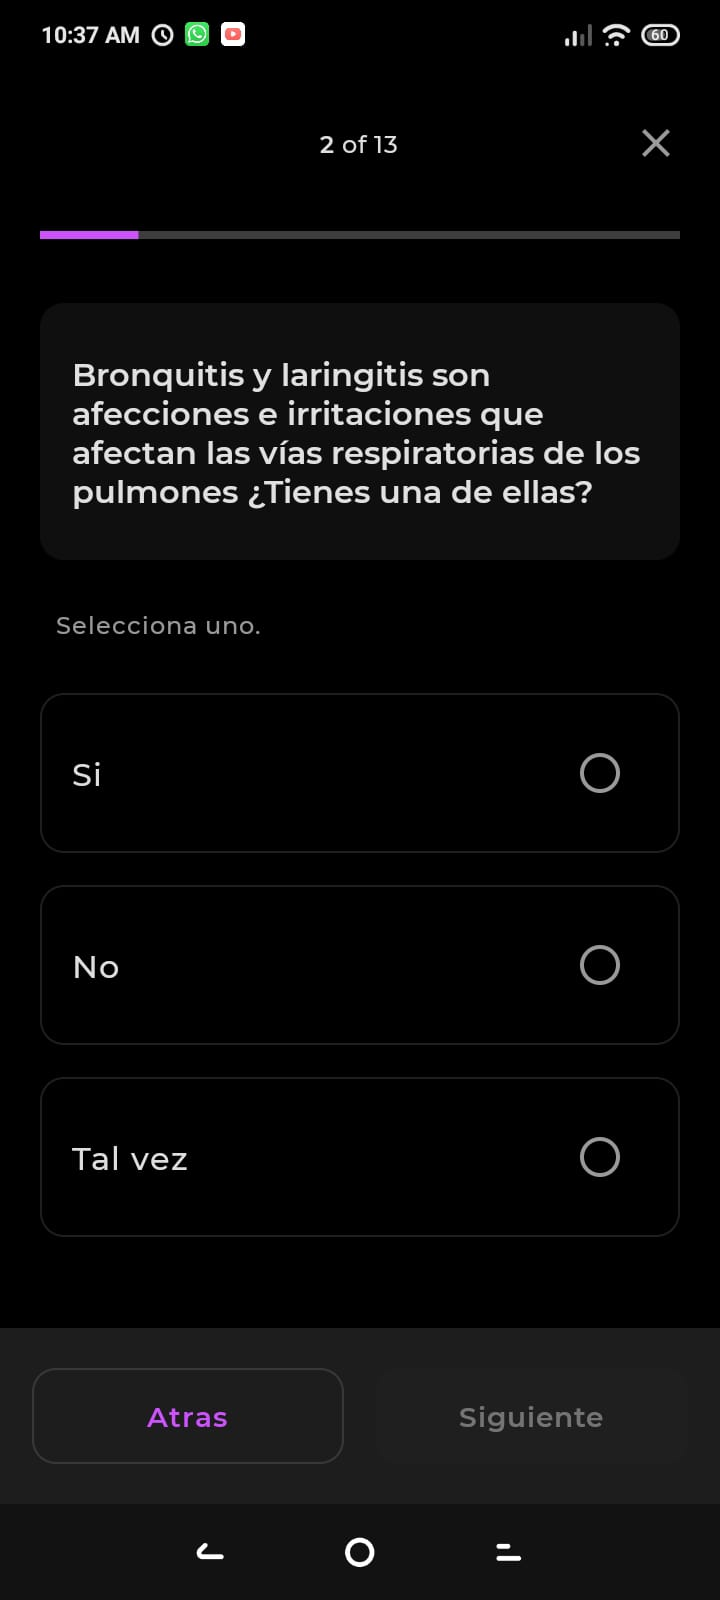 10:37 AM
60
2 of 13
Bronquitis y laringitis son
afecciones e irritaciones que
afectan las vías respiratorias de los
pulmones ¿Tienes una de ellas?
Selecciona uno.
Si
No
Tal vez
Atras
Siguiente